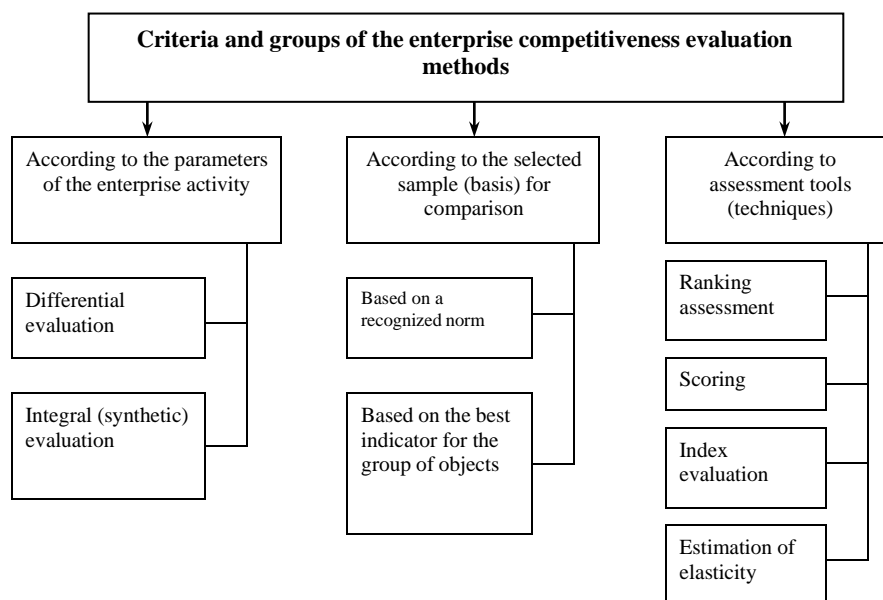 Criteria and groups of the enterprise competitiveness evaluation
methods
According to the parameters
of the enterprise activity
Differential
evaluation
Integral (synthetic)
evaluation
According to the selected
sample (basis) for
comparison
Based on a
recognized norm
Based on the best
indicator for the
group of objects
According to
assessment tools
(techniques)
Ranking
assessment
Scoring
Index
evaluation
Estimation of
elasticity